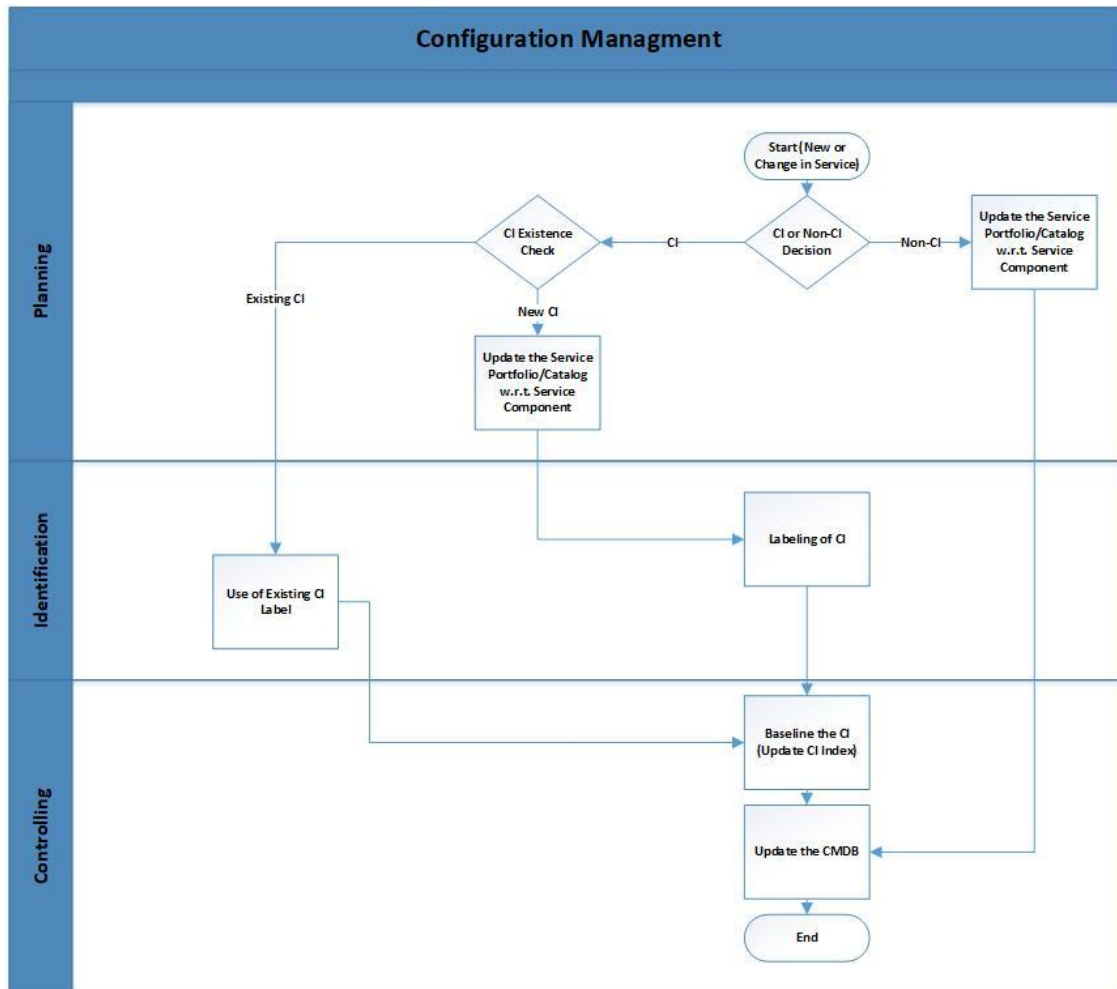 Configuration Managment
Planning
Start (New or
Change in Service)
CI Existence
Check
CI
CI or Non-CI
Decision
Non-CI
Update the Service
Portfolio/Catalog
w.r.t. Service
Component
Existing CI
New CI
Update the Service
Portfolio/Catalog
w.r.t. Service
Component
Identification
Labeling of CI
Use of Existing CI
Label
Controlling
Baseline the CI
(Update CI Index)
Update the CMDB
End